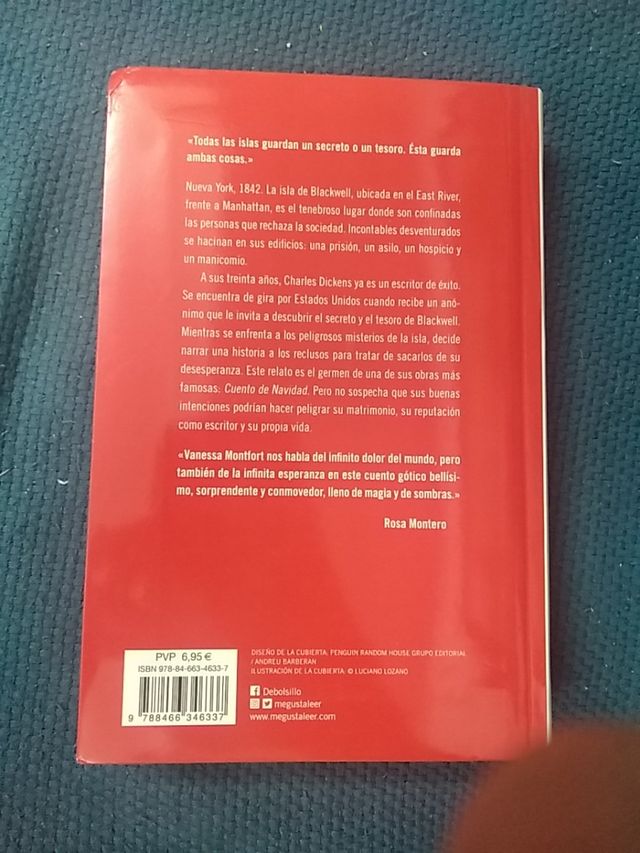 «Todas las islas guardan un secreto o un tesoro. Ésta guarda
ambas cosas.»
Nueva York, 1842. La isla de Blackwell, ubicada en el East River,
frente a Manhattan, es el tenebroso lugar donde son confinadas
las personas que rechaza la sociedad. Incontables desventurados
se hacinan en sus edificios: una prisión, un asilo, un hospicio y
un manicomio.
A sus treinta años, Charles Dickens ya es un escritor de éxito.
Se encuentra de gira por Estados Unidos cuando recibe un anó-
nimo que le invita a descubrir el secreto y el tesoro de Blackwell.
Mientras se enfrenta a los peligrosos misterios de la isla, decide
narrar una historia a los reclusos para tratar de sacarlos de su
desesperanza. Este relato es el germen de una de sus obras más
famosas: Cuento de Navidad. Pero no sospecha que sus buenas
intenciones podrían hacer peligrar su matrimonio, su reputación
como escritor y su propia vida.
«Vanessa Montfort nos habla del infinito dolor del mundo, pero
también de la infinita esperanza en este cuento gótico bellísi-
mo, sorprendente y conmovedor, lleno de magia y de sombras.»
Rosa Montero
PVP 6,95 €
ISBN 978-84-663-4633-7
9 788466 346337
DISEÑO DE LA CUBIERTA: PENGUIN RANDOM HOUSE GRUPO EDITORIAL
/ ANDREU BARBERAN
ILUSTRACIÓN DE LA CUBIERTA: © LUCIANO LOZANO
Debolsillo
megustaleer
www.megustaleer.com